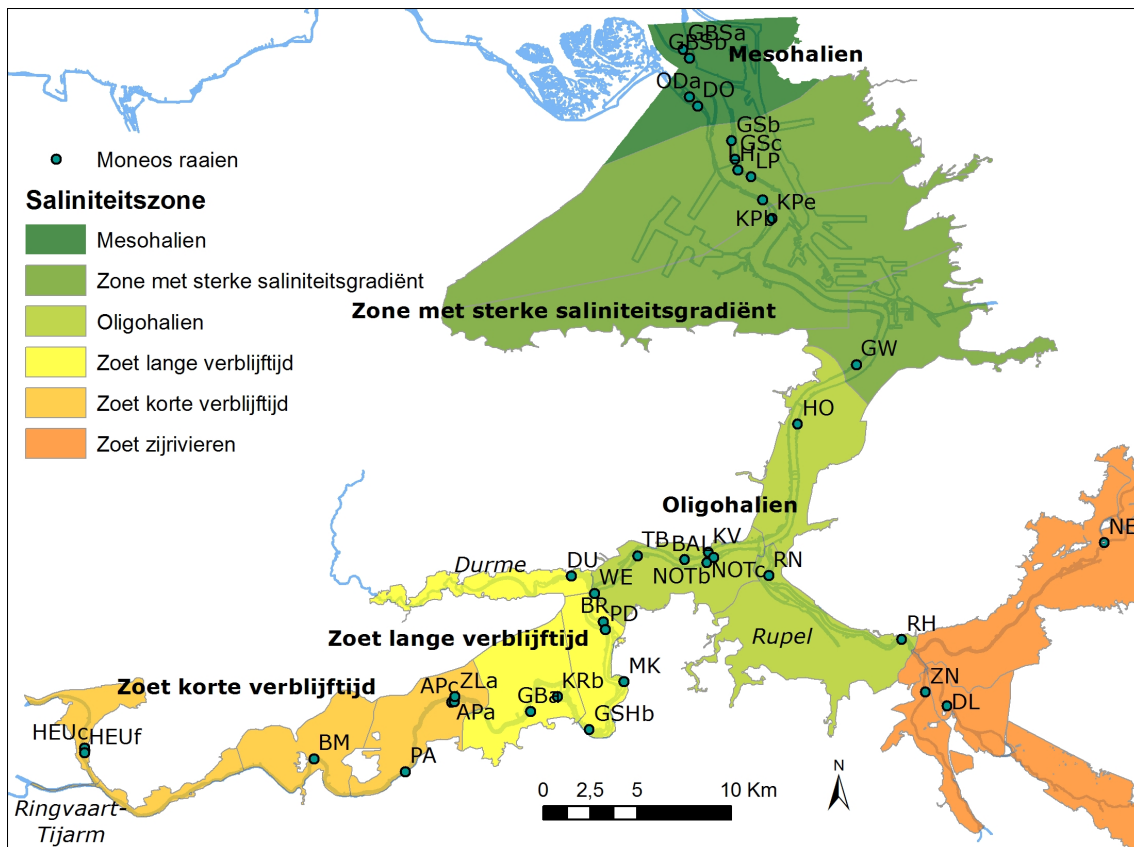 GBSa
GBSb
Mesohalien
ODa
DO
GSb
GSc
LH
LP
KPe
KPb
Moneos raaien
Saliniteitszone
Mesohalien
Zone met sterke saliniteitsgradiënt
Oligohalien
Zoet lange verblijftijd
Zoet korte verblijftijd
Zoet zijrivieren
Zone met sterke saliniteitsgradiënt
GW
HO
Oligohalien
NE
TB
BAL
KV
Durme
DU
WE
NOTb
NOTc
RN
BR
PD
Zoet lange verblijftijd
Rupel
RH
Zoet korte verblijftijd
APc
ZLa
APa
GBa
KRb
MK
GSHb
ZN
DL
HEUc
HEUf
BM
PA
N
0
2,5
5
10 Km
Ringvaart-
Tijarm